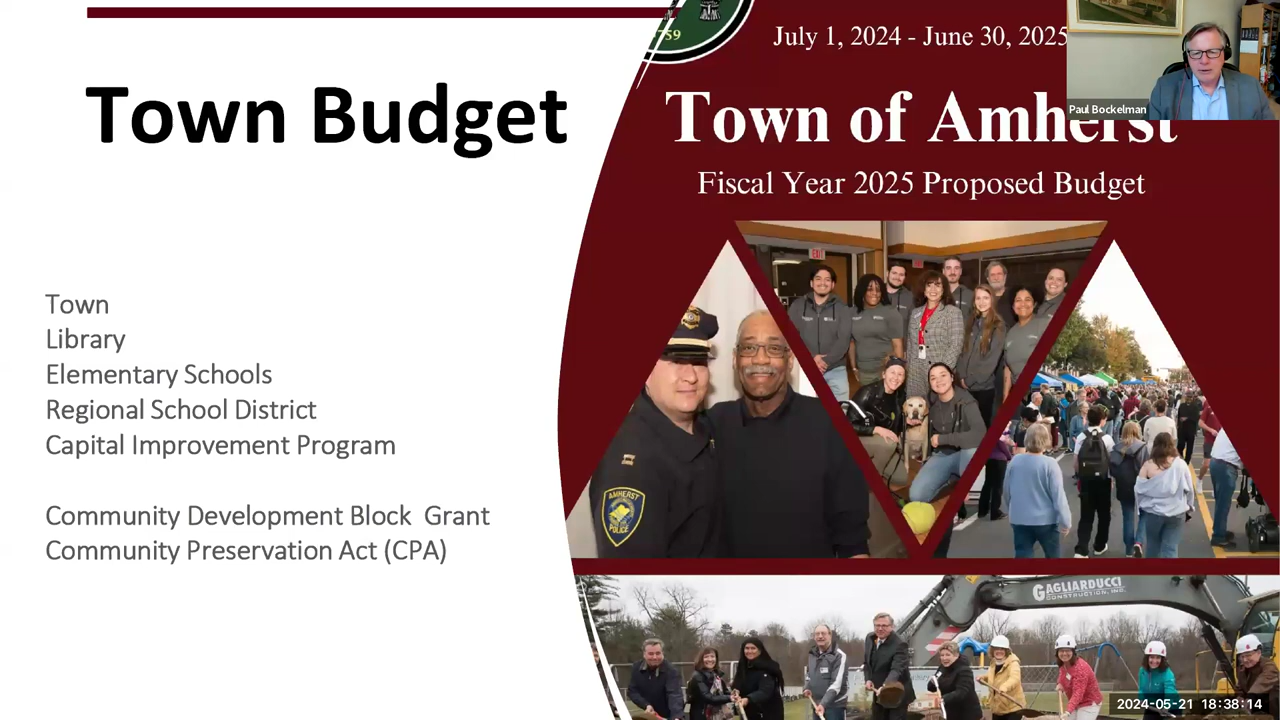 1759
July 1, 2024 - June 30, 2025
Town Budget
Town of Amherst
Paul Bockelman
Fiscal Year 2025 Proposed Budget
Town
Library
Elementary Schools
Regional School District
Capital Improvement Program
Community Development Block Grant
Community Preservation Act (CPA)
EXIT
AMHERST
POLICE
GAGLIARDUCCI
CONSTRUCTION, INC.
2024-05-21 18:38:14